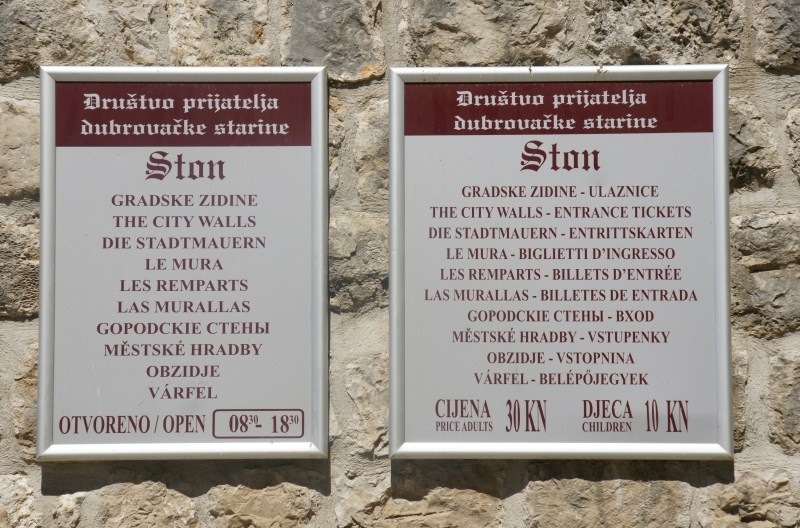 Društvo prijatelja
dubrovačke starine
Ston
GRADSKE ZIDINE
THE CITY WALLS
DIE STADTMAUERN
LE MURA
LES REMPARTS
LAS MURALLAS
GOPODCKIE CTEHЫ
MĚSTSKÉ HRADBY
OBZIDJE
VÁRFEL
OTVORENO / OPEN 08³⁰- 18³⁰
Društvo prijatelja
dubrovačke starine
Ston
GRADSKE ZIDINE - ULAZNICE
THE CITY WALLS - ENTRANCE TICKETS
DIE STADTMAUERN - ENTRITTSKARTEN
LE MURA - BIGLIETTI D'INGRESSO
LES REMPARTS - BILLETS D'ENTRÉE
LAS MURALLAS - BILLETES DE ENTRADA
GOPODCKIE CTEHЫ - BXOD
MĚSTSKÉ HRADBY - VSTUPENKY
OBZIDJE - VSTOPNINA
VÁRFEL - BELÉPŐJEGYEK
CIJENA 30 KN DJECA 10 KN
PRICE ADULTS CHILDREN